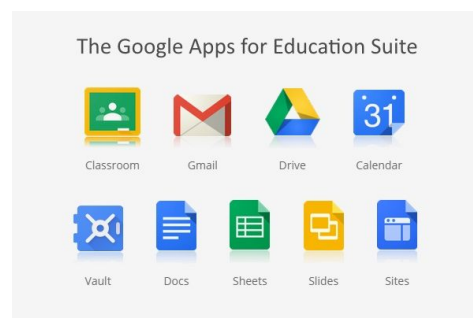 The Google Apps for Education Suite
31
Classroom Gmail Drive Calendar
Vault Docs Sheets Slides Sites